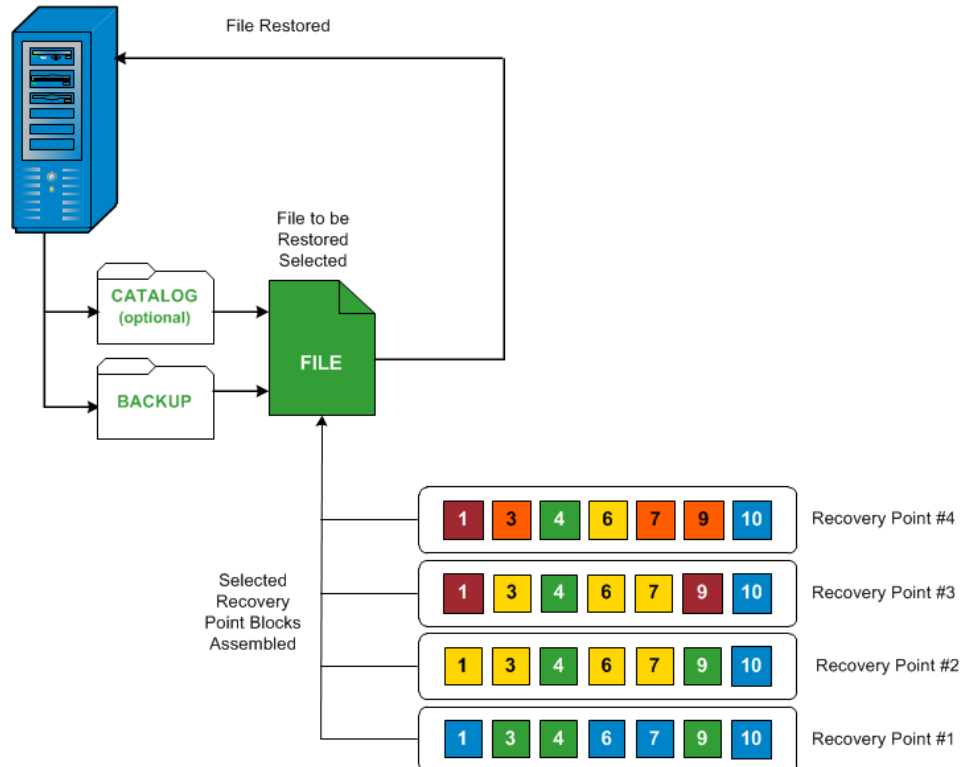 File Restored
File to be
Restored
Selected
CATALOG
(optional)
FILE
BACKUP
Selected
Recovery
Point Blocks
Assembled
1 3 4 6 7 9 10 Recovery Point #4
1 3 4 6 7 9 10 Recovery Point #3
1 3 4 6 7 9 10 Recovery Point #2
1 3 4 6 7 9 10 Recovery Point #1